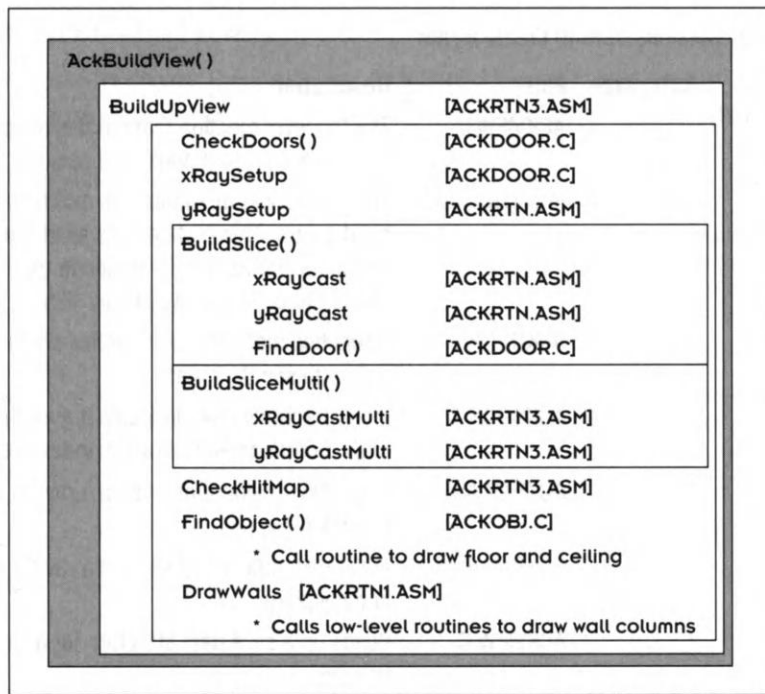 AckBuildView()
BuildUpView [ACKRTN3.ASM]
CheckDoors() [ACKDOOR.C]
xRaySetup [ACKDOOR.C]
yRaySetup [ACKRTN.ASM]
BuildSlice()
xRayCast [ACKRTN.ASM]
yRayCast [ACKRTN.ASM]
FindDoor() [ACKDOOR.C]
BuildSliceMulti()
xRayCastMulti [ACKRTN3.ASM]
yRayCastMulti [ACKRTN3.ASM]
CheckHitMap [ACKRTN3.ASM]
FindObject() [ACKOBJ.C]
* Call routine to draw floor and ceiling
DrawWalls [ACKRTN1.ASM]
* Calls low-level routines to draw wall columns